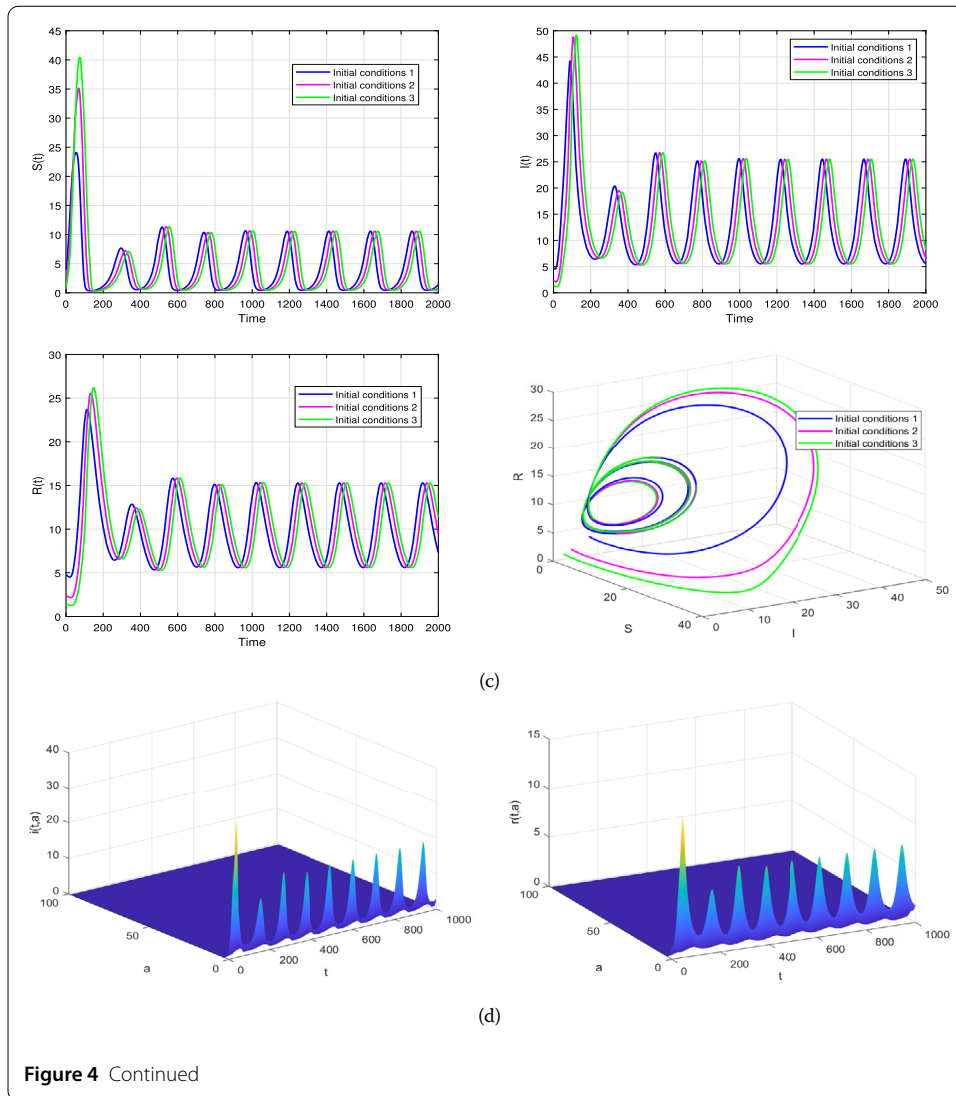 45
40
35
30
25
20
15
10
5
0
S(t)
0 200 400 600 800 1000 1200 1400 1600 1800 2000
Time
Initial conditions 1
Initial conditions 2
Initial conditions 3
50
45
40
35
30
25
20
15
10
5
0
I(t)
0 200 400 600 800 1000 1200 1400 1600 1800 2000
Time
Initial conditions 1
Initial conditions 2
Initial conditions 3
30
25
20
15
10
5
0
R(t)
0 200 400 600 800 1000 1200 1400 1600 1800 2000
Time
Initial conditions 1
Initial conditions 2
Initial conditions 3
30
25
20
15
10
5
0
R
0
20
40
S
0
10
20
30
40
50
I
Initial conditions 1
Initial conditions 2
Initial conditions 3
(c)
40
30
20
10
0
i(t,a)
100
50
0
a
0
200
400
600
800
1000
t
15
10
5
0
r(t,a)
100
50
0
a
0
200
400
600
800
1000
t
(d)
Figure 4 Continued